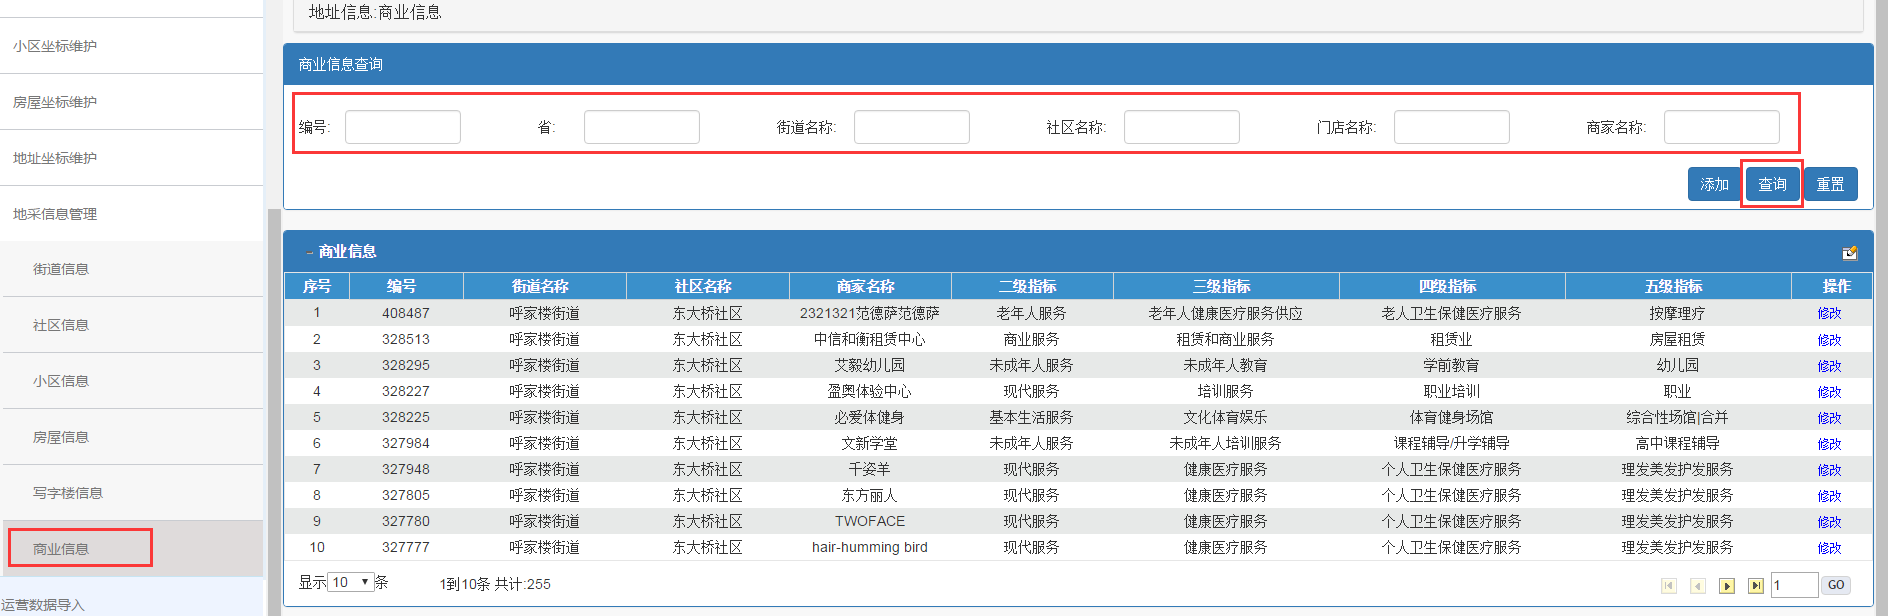 地址信息:商业信息
小区坐标维护
房屋坐标维护
地址坐标维护
地采信息管理
街道信息
社区信息
小区信息
房屋信息
写字楼信息
商业信息
运营数据导入
商业信息查询
编号: 省: 街道名称: 社区名称: 门店名称: 商家名称:
添加 查询 重置
商业信息
序号 编号 街道名称 社区名称 商家名称 二级指标 三级指标 四级指标 五级指标 操作
1 408487 呼家楼街道 东大桥社区 2321321范德萨范德萨 老年人服务 老年人健康医疗服务供应 老人卫生保健医疗服务 按摩理疗 修改
2 328513 呼家楼街道 东大桥社区 中信和衡租赁中心 商业服务 租赁和商业服务 租赁业 房屋租赁 修改
3 328295 呼家楼街道 东大桥社区 艾毅幼儿园 未成年人服务 未成年人教育 学前教育 幼儿园 修改
4 328227 呼家楼街道 东大桥社区 盈奥体验中心 现代服务 培训服务 职业培训 职业 修改
5 328225 呼家楼街道 东大桥社区 必爱体健身 基本生活服务 文化体育娱乐 体育健身场馆 综合性场馆|合并 修改
6 327984 呼家楼街道 东大桥社区 文新学堂 未成年人服务 未成年人培训服务 课程辅导/升学辅导 高中课程辅导 修改
7 327948 呼家楼街道 东大桥社区 千姿羊 现代服务 健康医疗服务 个人卫生保健医疗服务 理发美发护发服务 修改
8 327805 呼家楼街道 东大桥社区 东方丽人 现代服务 健康医疗服务 个人卫生保健医疗服务 理发美发护发服务 修改
9 327780 呼家楼街道 东大桥社区 TWOFACE 现代服务 健康医疗服务 个人卫生保健医疗服务 理发美发护发服务 修改
10 327777 呼家楼街道 东大桥社区 hair-humming bird 现代服务 健康医疗服务 个人卫生保健医疗服务 理发美发护发服务 修改
显示 10 条 1到10条 共计:255 1 GO